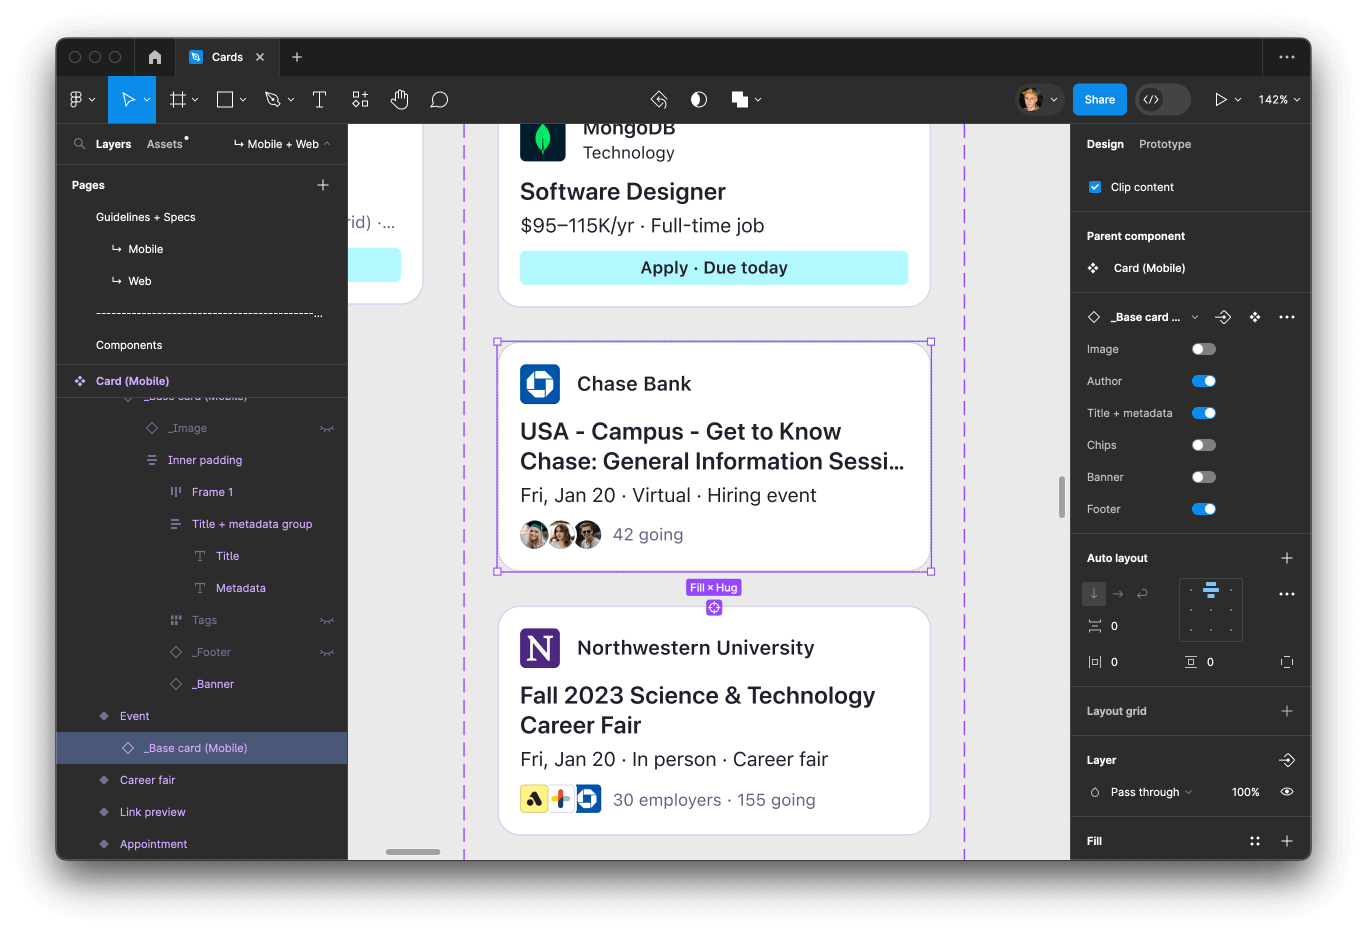 Cards
Share
142%
Layers
Assets
↳ Mobile + Web
Pages
Guidelines + Specs
↳ Mobile
↳ Web
-------------------------------------------...
Components
Card (Mobile)
_Base card (Mobile)
_Image
Inner padding
Frame 1
Title + metadata group
Title
Metadata
Tags
_Footer
_Banner
Event
_Base card (Mobile)
Career fair
Link preview
Appointment
rid) ·...
MongoDB
Technology
Software Designer
$95–115K/yr · Full-time job
Apply · Due today
Chase Bank
USA - Campus - Get to Know
Chase: General Information Sessi...
Fri, Jan 20 · Virtual · Hiring event
42 going
Fill × Hug
N
Northwestern University
Fall 2023 Science & Technology
Career Fair
Fri, Jan 20 · In person · Career fair
30 employers · 155 going
Design
Prototype
Clip content
Parent component
Card (Mobile)
_Base card ...
Image
Author
Title + metadata
Chips
Banner
Footer
Auto layout
0
0
0
Layout grid
Layer
Pass through
100%
Fill